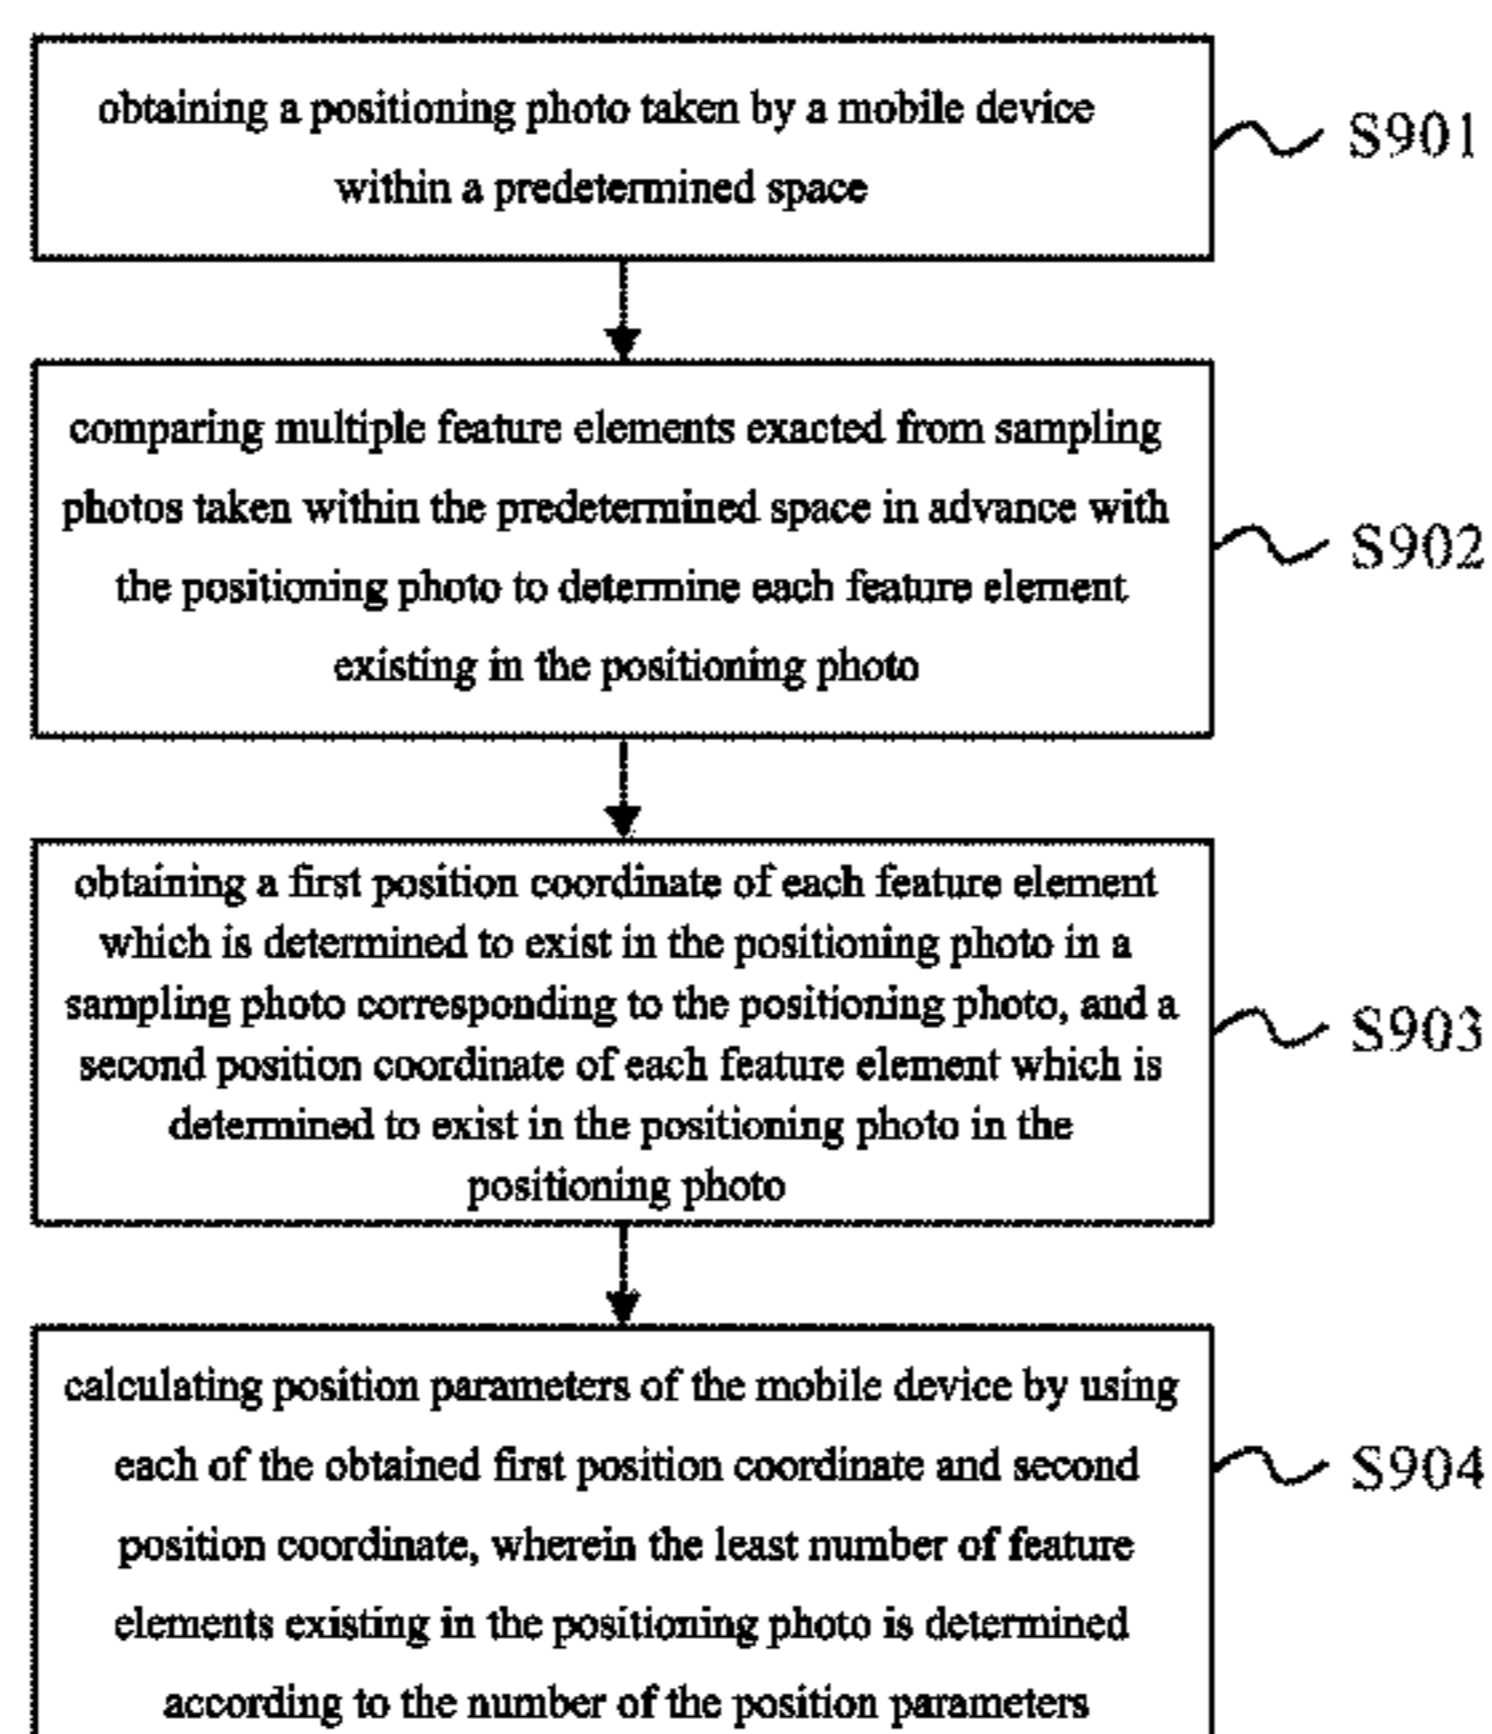 obtaining a positioning photo taken by a mobile device
within a predetermined space
S901
comparing multiple feature elements exacted from sampling
photos taken within the predetermined space in advance with
the positioning photo to determine each feature element
existing in the positioning photo
S902
obtaining a first position coordinate of each feature element
which is determined to exist in the positioning photo in a
sampling photo corresponding to the positioning photo, and a
second position coordinate of each feature element which is
determined to exist in the positioning photo in the
positioning photo
S903
calculating position parameters of the mobile device by using
each of the obtained first position coordinate and second
position coordinate, wherein the least number of feature
elements existing in the positioning photo is determined
according to the number of the position parameters
S904